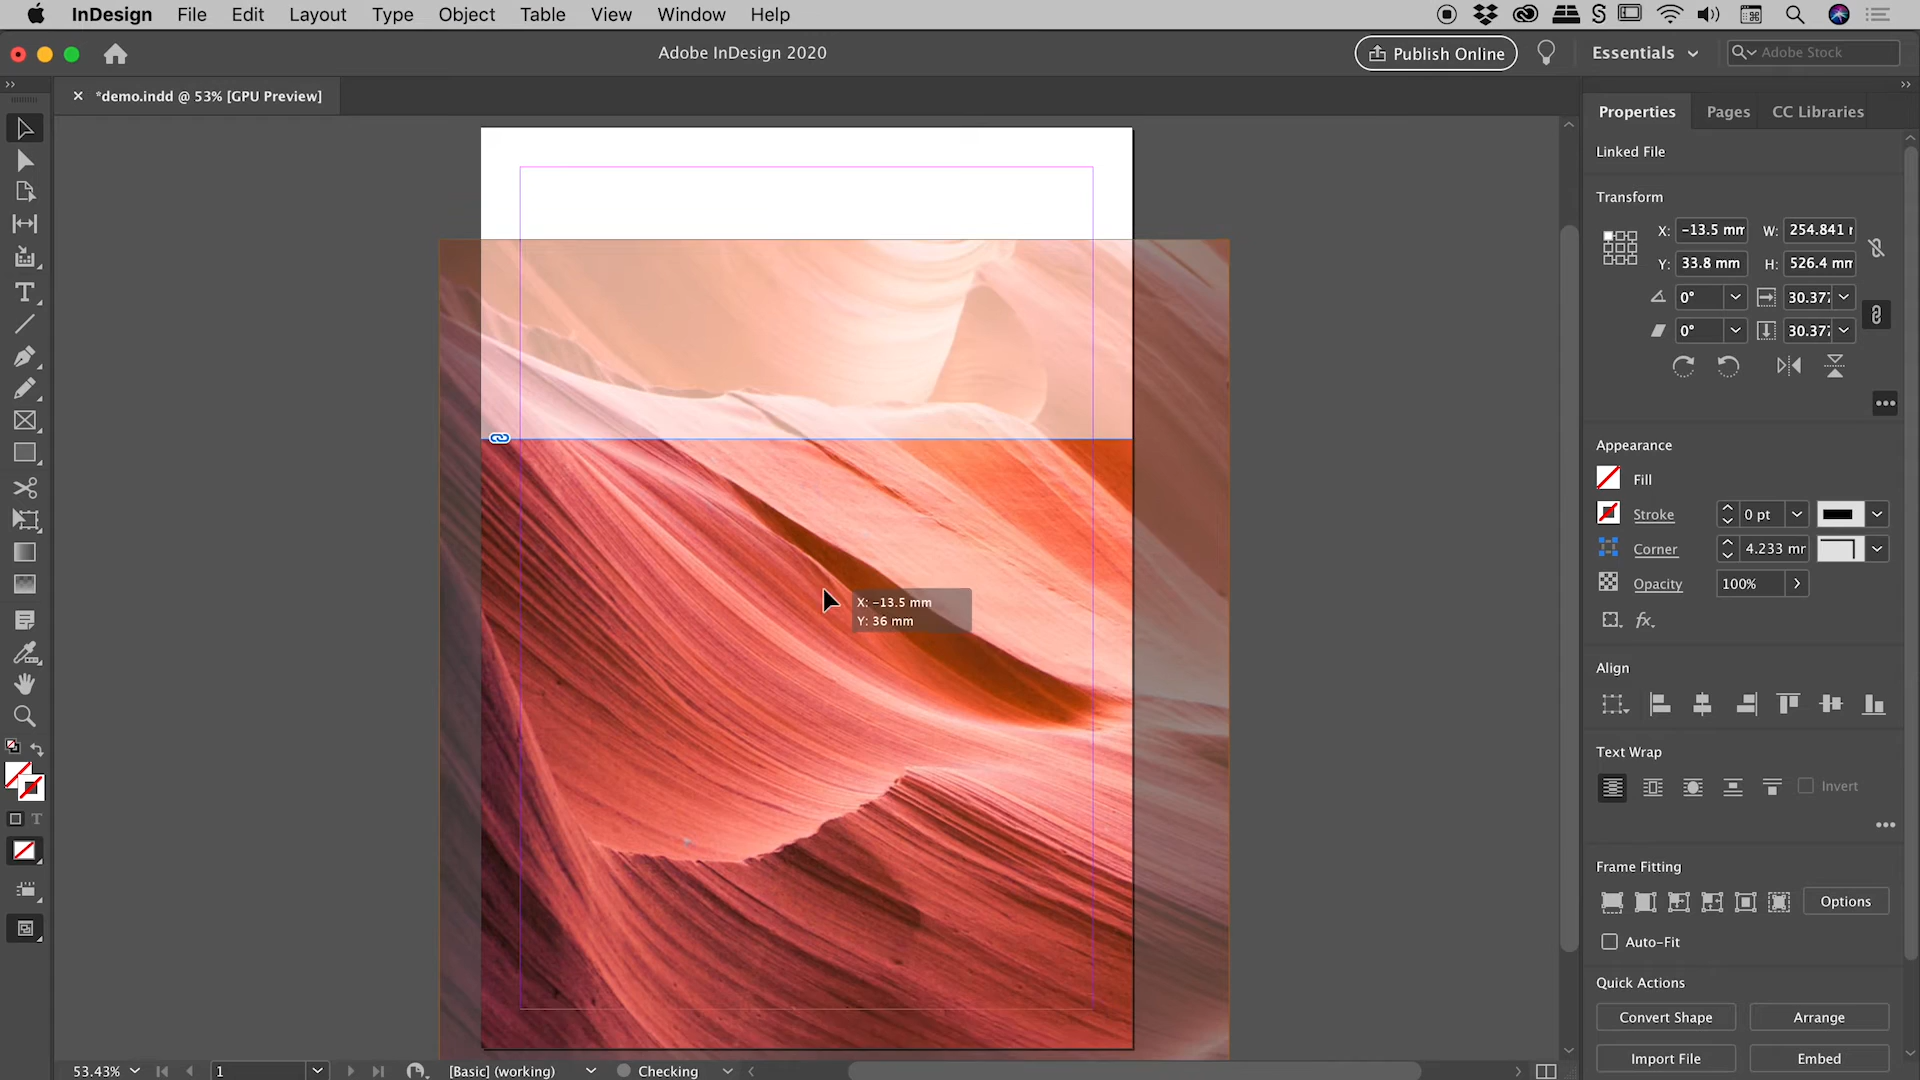 InDesign File Edit Layout Type Object Table View Window Help
Adobe InDesign 2020
Publish Online
Essentials
Adobe Stock
× *demo.indd @ 53% [GPU Preview]
Properties Pages CC Libraries
Linked File
Transform
X: -13.5 mm W: 254.841
Y: 33.8 mm H: 526.4 mm
0° 30.37
0° 30.37
Appearance
Fill
Stroke 0 pt
Corner 4.233 mr
Opacity 100%
fx.
X: -13.5 mm
Y: 36 mm
Align
Text Wrap
Invert
Frame Fitting
Options
Auto-Fit
Quick Actions
Convert Shape Arrange
Import File Embed
53.43% 1 [Basic] (working) Checking